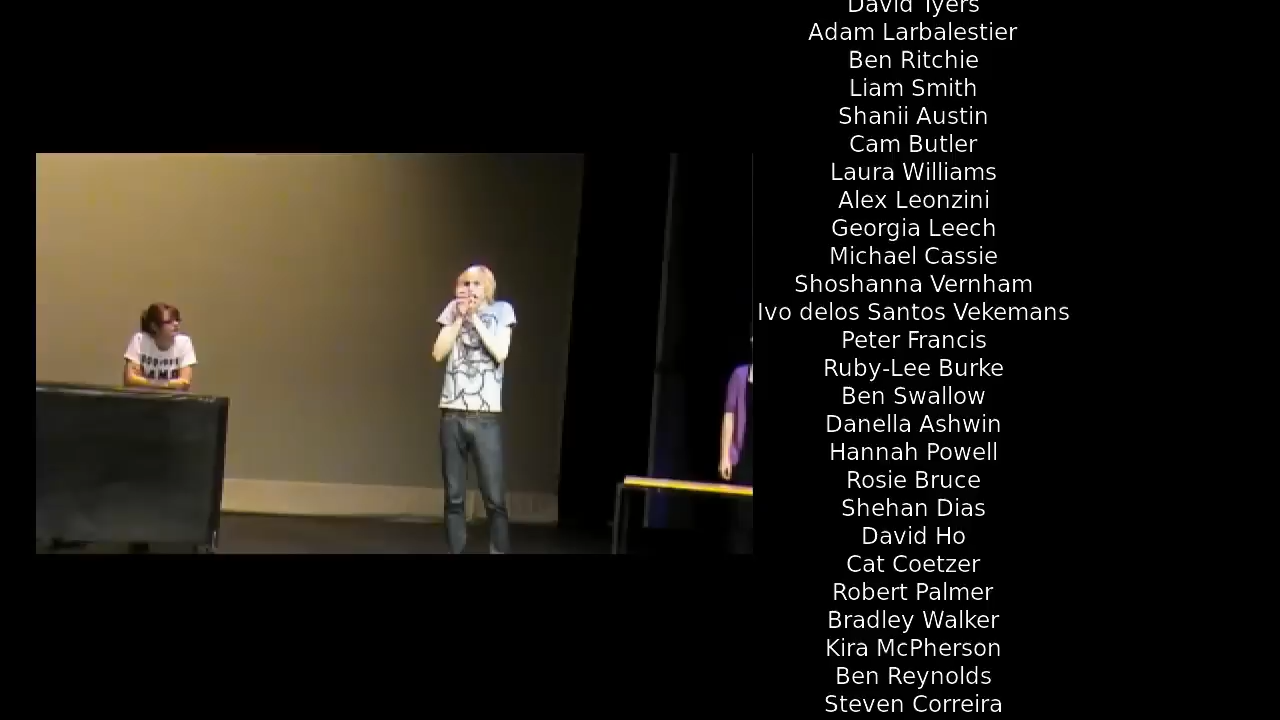 David Tyers
Adam Larbalestier
Ben Ritchie
Liam Smith
Shanii Austin
Cam Butler
Laura Williams
Alex Leonzini
Georgia Leech
Michael Cassie
Shoshanna Vernham
Ivo delos Santos Vekemans
Peter Francis
Ruby-Lee Burke
Ben Swallow
Danella Ashwin
Hannah Powell
Rosie Bruce
Shehan Dias
David Ho
Cat Coetzer
Robert Palmer
Bradley Walker
Kira McPherson
Ben Reynolds
Steven Correira